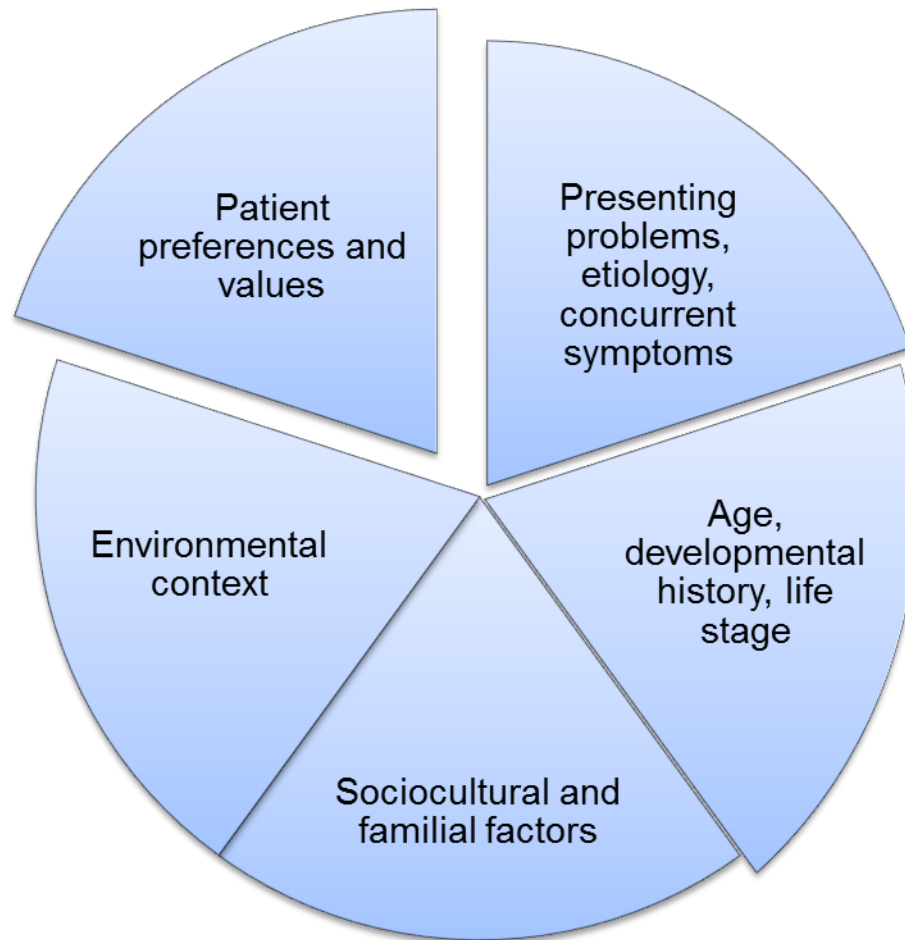 Patient
preferences and
values
Presenting
problems,
etiology,
concurrent
symptoms
Age,
developmental
history, life
stage
Sociocultural and
familial factors
Environmental
context